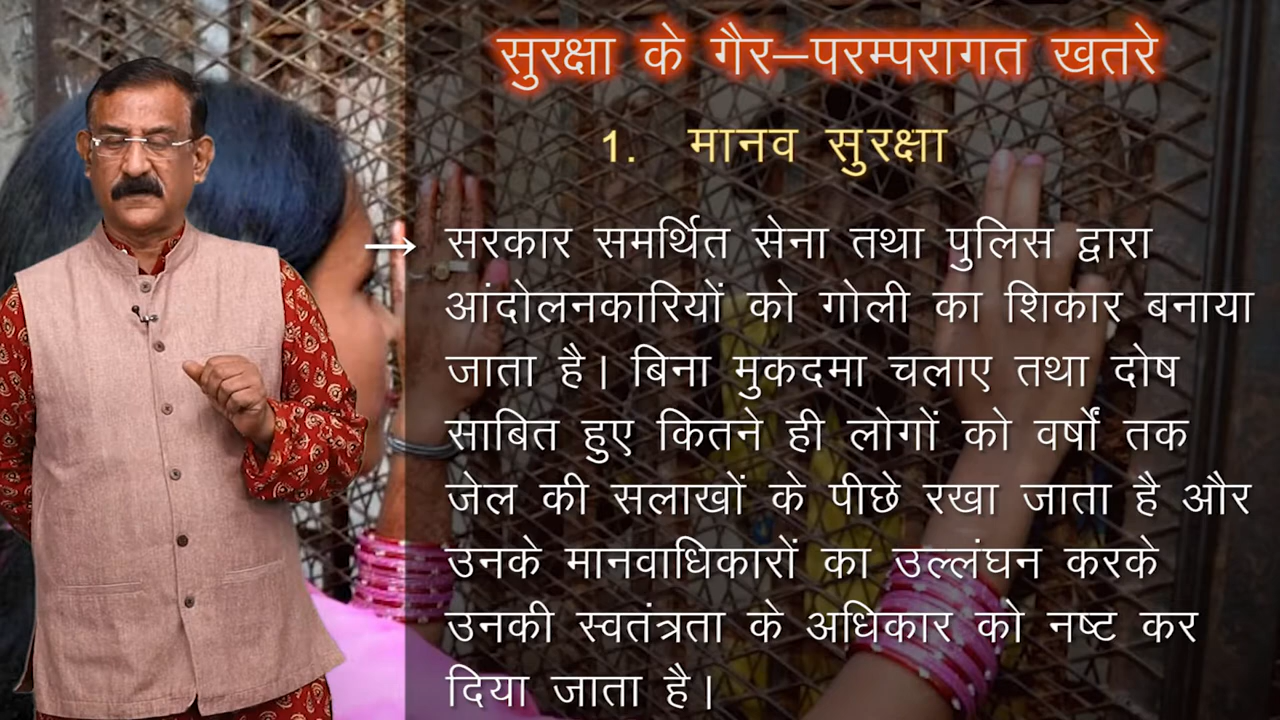 सुरक्षा के गैर–परम्परागत खतरे
1. मानव सुरक्षा
→ सरकार समर्थित सेना तथा पुलिस द्वारा
आंदोलनकारियों को गोली का शिकार बनाया
जाता है। बिना मुकदमा चलाए तथा दोष
साबित हुए कितने ही लोगों को वर्षों तक
जेल की सलाखों के पीछे रखा जाता है और
उनके मानवाधिकारों का उल्लंघन करके
उनकी स्वतंत्रता के अधिकार को नष्ट कर
दिया जाता है।